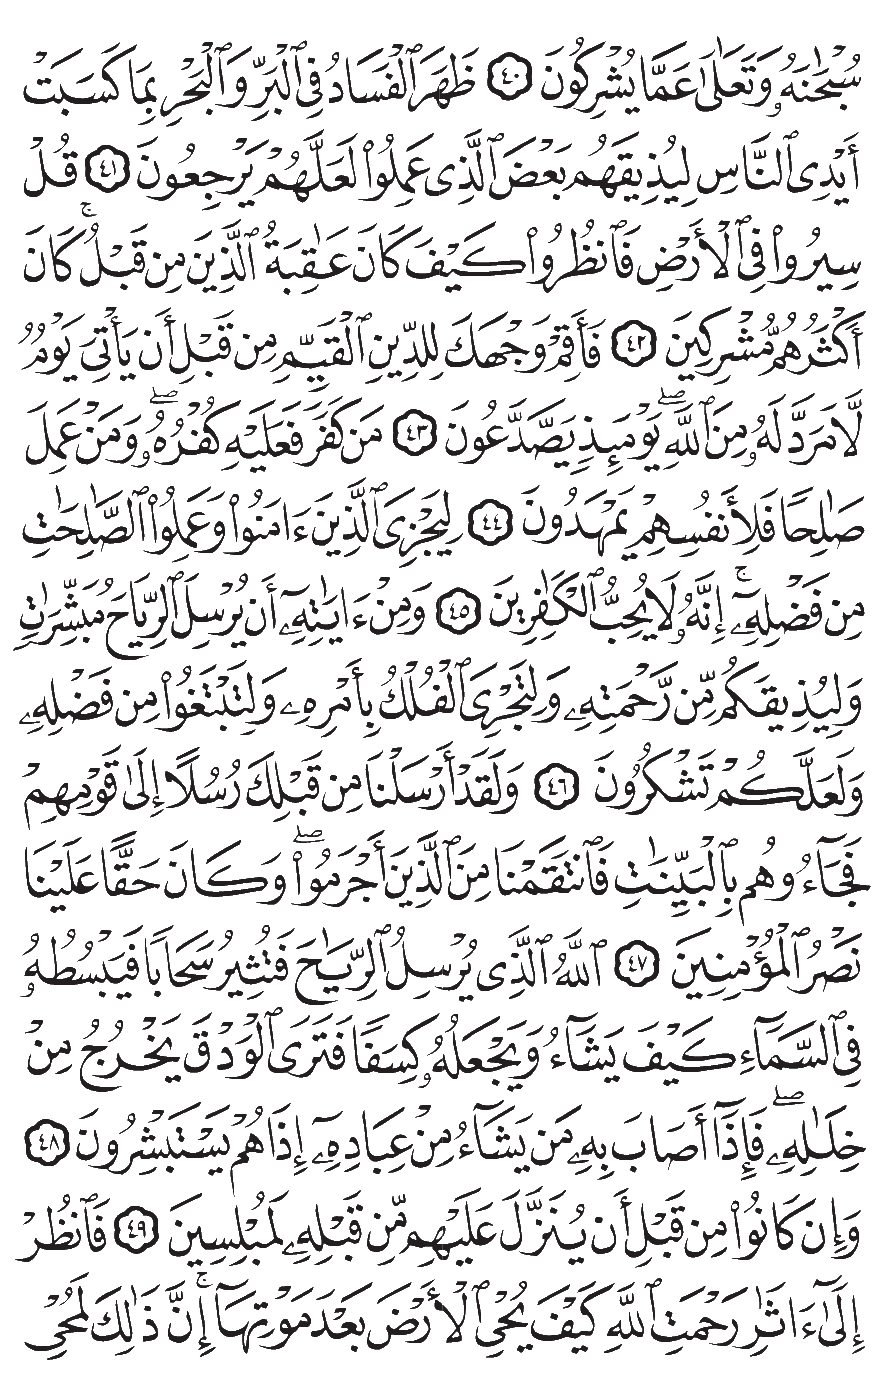 سُبۡحَٰنَهُۥ وَتَعَٰلَىٰ عَمَّا يُشۡرِكُونَ ٤٠ ظَهَرَ ٱلۡفَسَادُ فِي ٱلۡبَرِّ وَٱلۡبَحۡرِ بِمَا كَسَبَتۡ
أَيۡدِي ٱلنَّاسِ لِيُذِيقَهُم بَعۡضَ ٱلَّذِي عَمِلُواْ لَعَلَّهُمۡ يَرۡجِعُونَ ٤١ قُلۡ
سِيرُواْ فِي ٱلۡأَرۡضِ فَٱنظُرُواْ كَيۡفَ كَانَ عَٰقِبَةُ ٱلَّذِينَ مِن قَبۡلُۚ كَانَ
أَكۡثَرُهُم مُّشۡرِكِينَ ٤٢ فَأَقِمۡ وَجۡهَكَ لِلدِّينِ ٱلۡقَيِّمِ مِن قَبۡلِ أَن يَأۡتِيَ يَوۡمٞ
لَّا مَرَدَّ لَهُۥ مِنَ ٱللَّهِۖ يَوۡمَئِذٖ يَصَّدَّعُونَ ٤٣ مَن كَفَرَ فَعَلَيۡهِ كُفۡرُهُۥۖ وَمَنۡ عَمِلَ
صَٰلِحٗا فَلِأَنفُسِهِمۡ يَمۡهَدُونَ ٤٤ لِيَجۡزِيَ ٱلَّذِينَ ءَامَنُواْ وَعَمِلُواْ ٱلصَّٰلِحَٰتِ
مِن فَضۡلِهِۦٓۚ إِنَّهُۥ لَا يُحِبُّ ٱلۡكَٰفِرِينَ ٤٥ وَمِنۡ ءَايَٰتِهِۦٓ أَن يُرۡسِلَ ٱلرِّيَاحَ مُبَشِّرَٰتٖ
وَلِيُذِيقَكُم مِّن رَّحۡمَتِهِۦ وَلِتَجۡرِيَ ٱلۡفُلۡكُ بِأَمۡرِهِۦ وَلِتَبۡتَغُواْ مِن فَضۡلِهِۦ
وَلَعَلَّكُمۡ تَشۡكُرُونَ ٤٦ وَلَقَدۡ أَرۡسَلۡنَا مِن قَبۡلِكَ رُسُلًا إِلَىٰ قَوۡمِهِمۡ
فَجَآءُوهُم بِٱلۡبَيِّنَٰتِ فَٱنتَقَمۡنَا مِنَ ٱلَّذِينَ أَجۡرَمُواْۖ وَكَانَ حَقًّا عَلَيۡنَا
نَصۡرُ ٱلۡمُؤۡمِنِينَ ٤٧ ٱللَّهُ ٱلَّذِي يُرۡسِلُ ٱلرِّيَٰحَ فَتُثِيرُ سَحَابٗا فَيَبۡسُطُهُۥ
فِي ٱلسَّمَآءِ كَيۡفَ يَشَآءُ وَيَجۡعَلُهُۥ كِسَفٗا فَتَرَى ٱلۡوَدۡقَ يَخۡرُجُ مِنۡ
خِلَٰلِهِۦۖ فَإِذَآ أَصَابَ بِهِۦ مَن يَشَآءُ مِنۡ عِبَادِهِۦٓ إِذَا هُمۡ يَسۡتَبۡشِرُونَ ٤٨
وَإِن كَانُواْ مِن قَبۡلِ أَن يُنَزَّلَ عَلَيۡهِم مِّن قَبۡلِهِۦ لَمُبۡلِسِينَ ٤٩ فَٱنظُرۡ
إِلَىٰٓ ءَاثَٰرِ رَحۡمَتِ ٱللَّهِ كَيۡفَ يُحۡيِ ٱلۡأَرۡضَ بَعۡدَ مَوۡتِهَآۚ إِنَّ ذَٰلِكَ لَمُحۡيِ